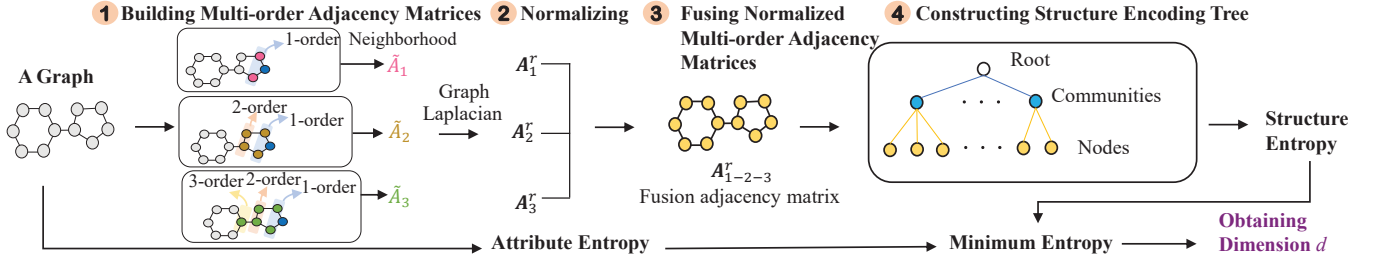 1 Building Multi-order Adjacency Matrices
2 Normalizing
3 Fusing Normalized
Multi-order Adjacency
Matrices
4 Constructing Structure Encoding Tree
A Graph
1-order Neighborhood
Ã₁
2-order
1-order
Ã₂
3-order
2-order
1-order
Ã₃
Graph
Laplacian
A₁ʳ
A₂ʳ
A₃ʳ
Aʳ₁₋₂₋₃
Fusion adjacency matrix
Root
Communities
Nodes
Structure
Entropy
Attribute Entropy
Minimum Entropy
Obtaining
Dimension d